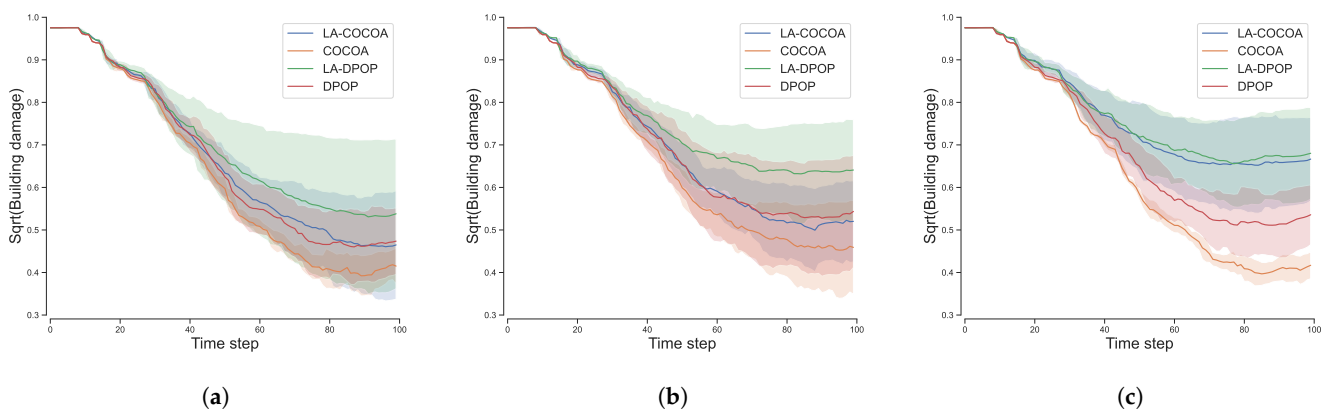 1.0
0.9
0.8
0.7
0.6
0.5
0.4
0.3
Sqrt(Building damage)
0 20 40 60 80 100
Time step
LA-COCOA
COCOA
LA-DPOP
DPOP
(a)
1.0
0.9
0.8
0.7
0.6
0.5
0.4
0.3
Sqrt(Building damage)
0 20 40 60 80 100
Time step
LA-COCOA
COCOA
LA-DPOP
DPOP
(b)
1.0
0.9
0.8
0.7
0.6
0.5
0.4
0.3
Sqrt(Building damage)
0 20 40 60 80 100
Time step
LA-COCOA
COCOA
LA-DPOP
DPOP
(c)